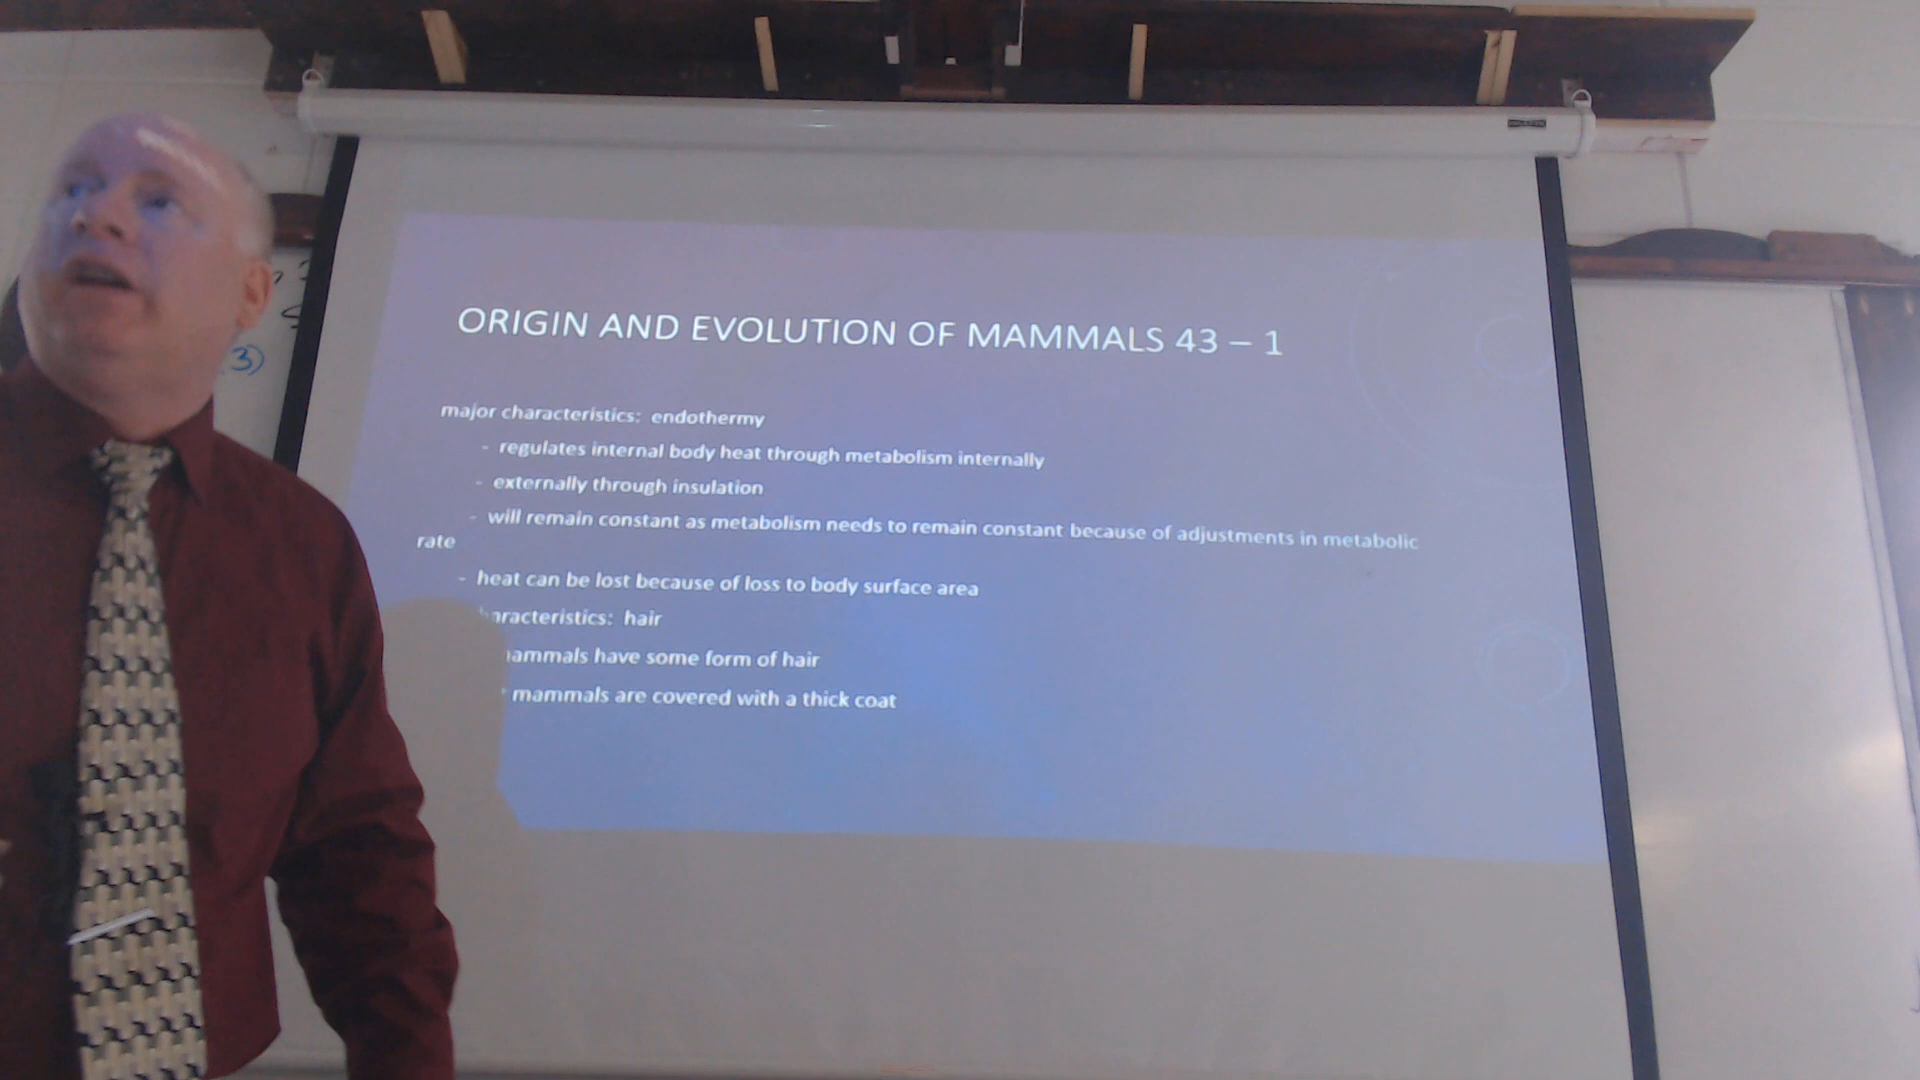 ORIGIN AND EVOLUTION OF MAMMALS 43 – 1
major characteristics: endothermy
- regulates internal body heat through metabolism internally
- externally through insulation
- will remain constant as metabolism needs to remain constant because of adjustments in metabolic
rate
- heat can be lost because of loss to body surface area
haracteristics: hair
ammals have some form of hair
mammals are covered with a thick coat
3)